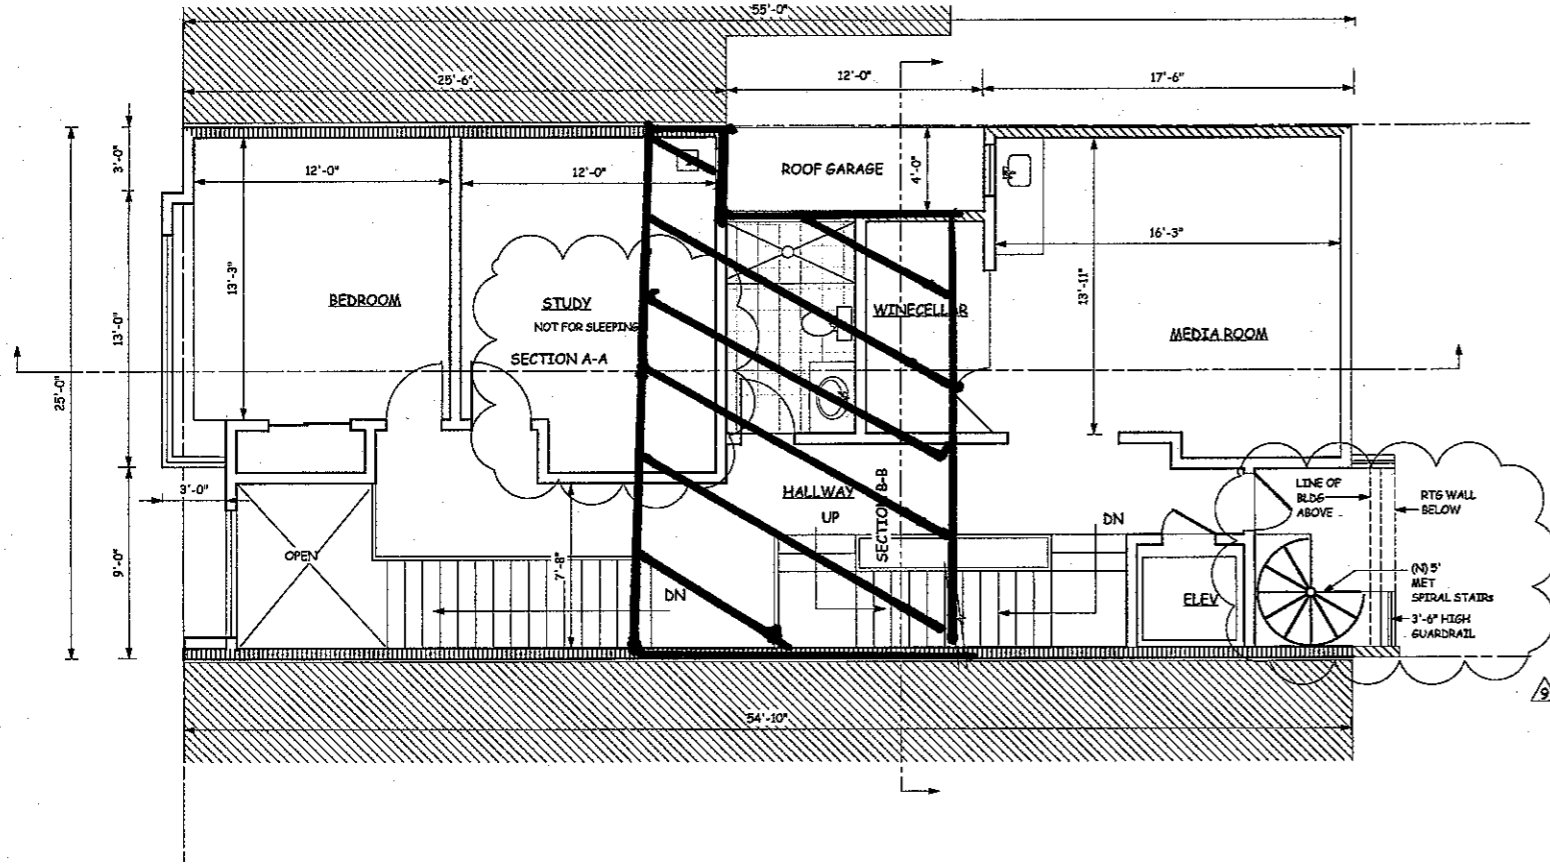 55'-0"
25'-6"
12'-0"
17'-6"
3'-0"
12'-0"
12'-0"
ROOF GARAGE
4'-0"
16'-3"
13'-3"
BEDROOM
STUDY
NOT FOR SLEEPING
SECTION A-A
WINECELLAR
13'-11"
MEDIA ROOM
13'-0"
25'-0"
3'-0"
HALLWAY
UP
SECTION B-B
DN
LINE OF
BLDG
ABOVE
RTG WALL
BELOW
OPEN
9'-0"
7'-8"
DN
ELEV
(N) 5'
MET
SPIRAL STAIRS
3'-6" HIGH
GUARDRAIL
9
54'-10"